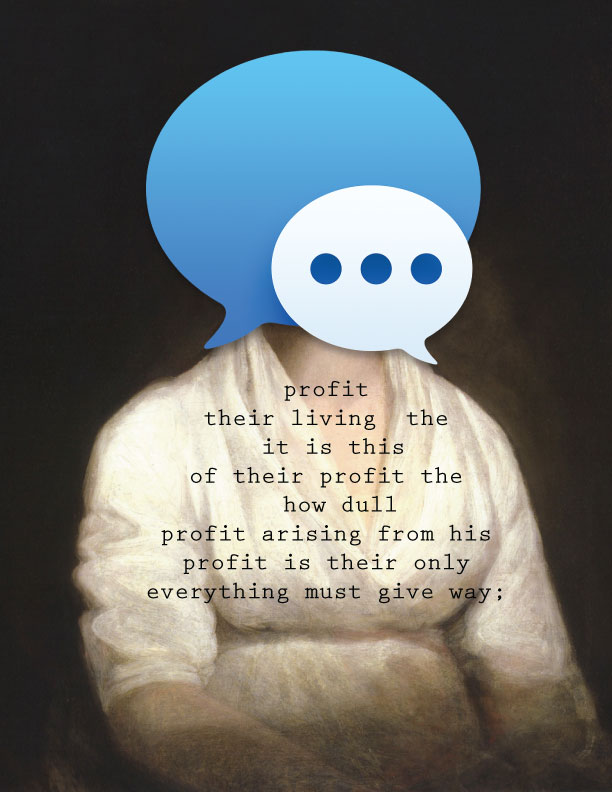 profit
their living  the
it is this
of their profit the
how dull
profit arising from his
profit is their only
everything must give way;